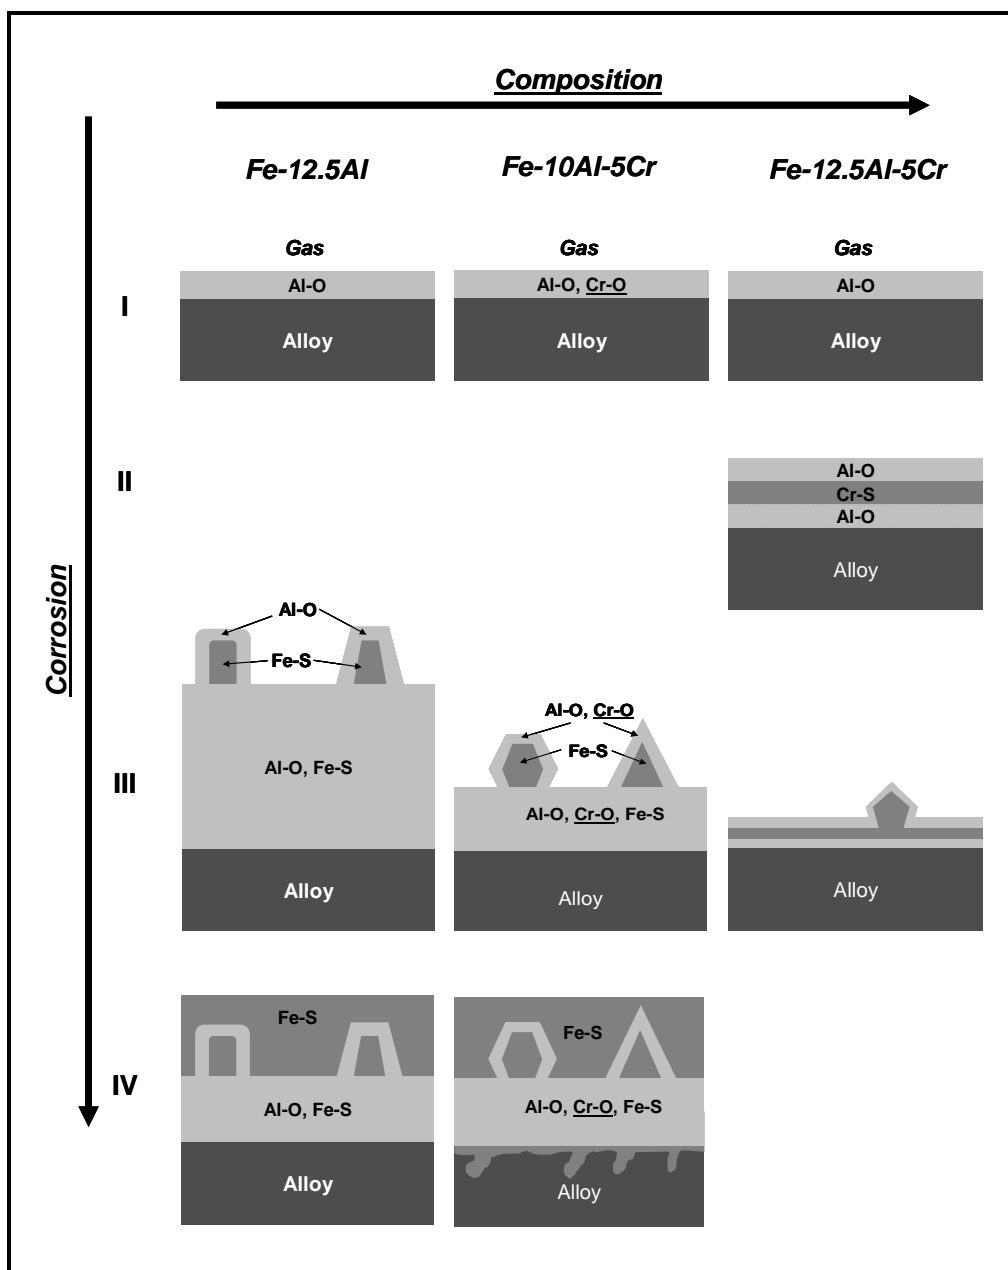 Composition
Fe-12.5Al
Fe-10Al-5Cr
Fe-12.5Al-5Cr
Gas
Gas
Gas
I
Al-O
Al-O, Cr-O
Al-O
Alloy
Alloy
Alloy
II
Al-O
Cr-S
Al-O
Alloy
Corrosion
Al-O
Fe-S
Al-O, Cr-O
Fe-S
III
Al-O, Fe-S
Al-O, Cr-O, Fe-S
Alloy
Alloy
Alloy
Fe-S
Fe-S
IV
Al-O, Fe-S
Al-O, Cr-O, Fe-S
Alloy
Alloy